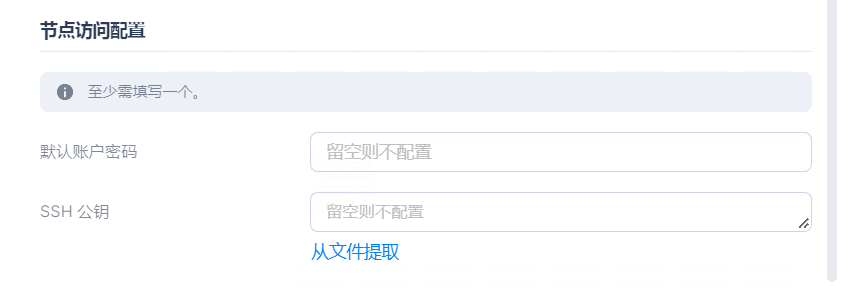 节点访问配置
至少需填写一个。
默认账户密码
留空则不配置
SSH 公钥
留空则不配置
从文件提取